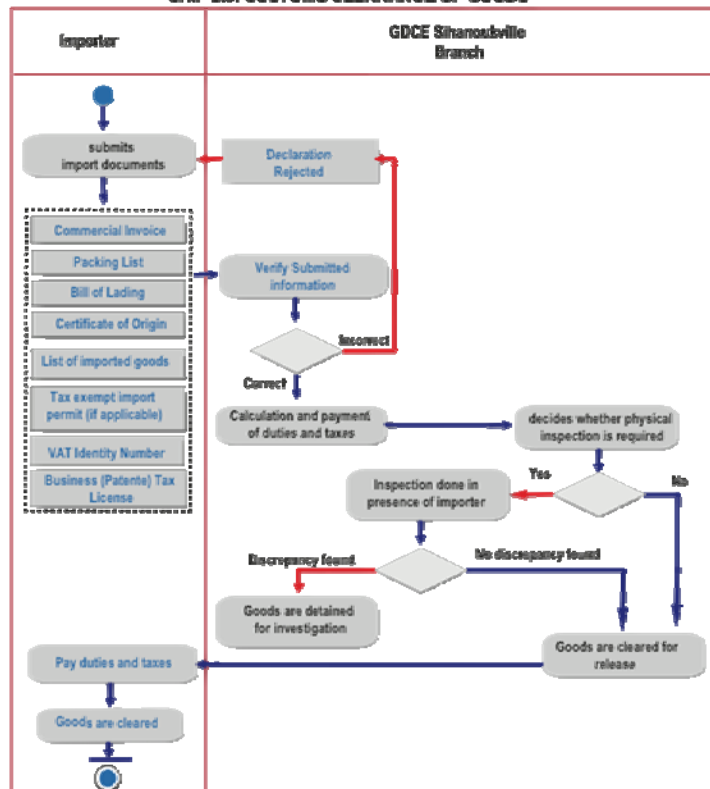 CUSTOMS CLEARANCE OF GOODS
Importer
GDCE Sihanoukville
Branch
submits
import documents
Declaration
Rejected
Commercial Invoice
Packing List
Bill of Lading
Certificate of Origin
List of imported goods
Tax exempt import
permit (if applicable)
VAT Identity Number
Business (Patente) Tax
License
Verify Submitted
information
Incorrect
Correct
Calculation and payment
of duties and taxes
decides whether physical
inspection is required
Yes
No
Inspection done in
presence of importer
Discrepancy found
No discrepancy found
Goods are detained
for investigation
Goods are cleared for
release
Pay duties and taxes
Goods are cleared